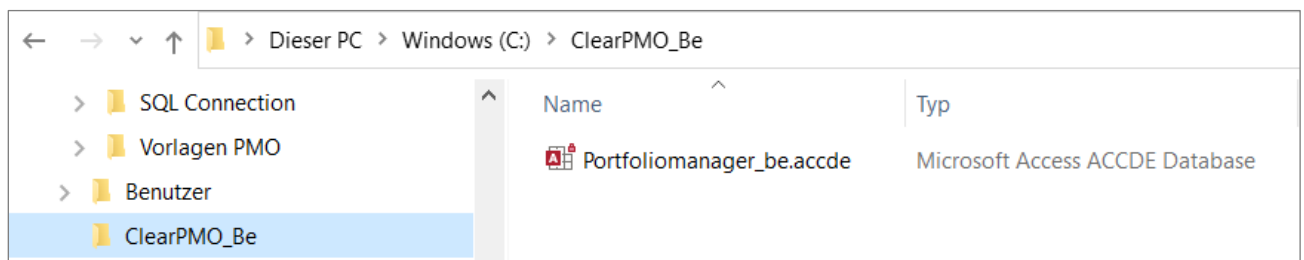 Dieser PC > Windows (C:) > ClearPMO_Be
SQL Connection
Vorlagen PMO
Benutzer
ClearPMO_Be
Name Typ
Portfoliomanager_be.accde Microsoft Access ACCDE Database